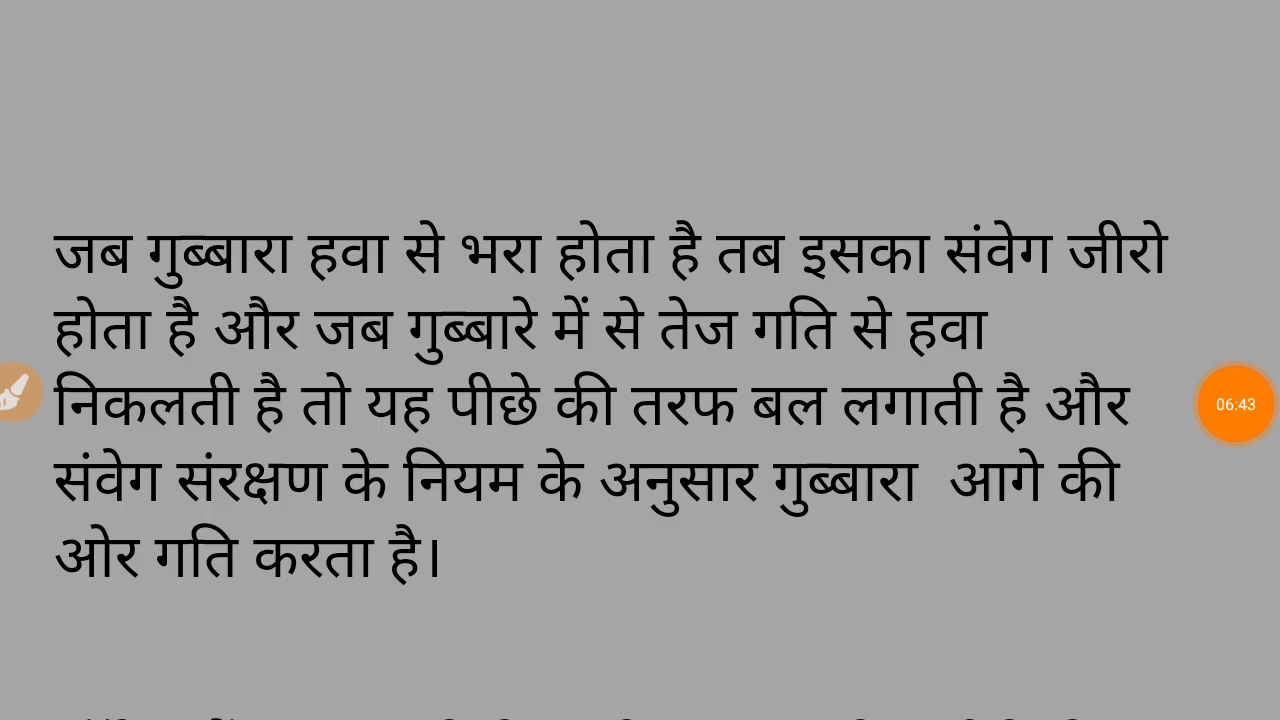 जब गुब्बारा हवा से भरा होता है तब इसका संवेग जीरो
होता है और जब गुब्बारे में से तेज गति से हवा
निकलती है तो यह पीछे की तरफ बल लगाती है और
06:43
संवेग संरक्षण के नियम के अनुसार गुब्बारा  आगे की
ओर गति करता है।